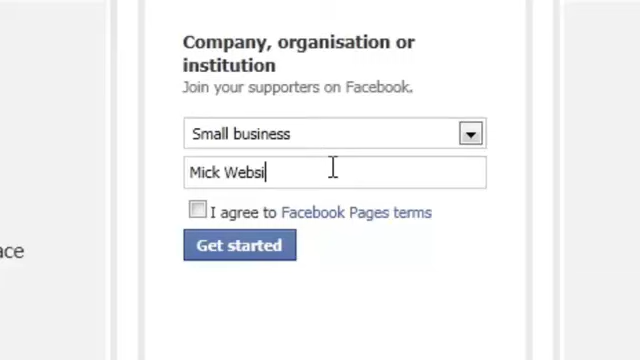 Company, organisation or
institution
Join your supporters on Facebook.
Small business
Mick Websi
I agree to Facebook Pages terms
Get started
ace